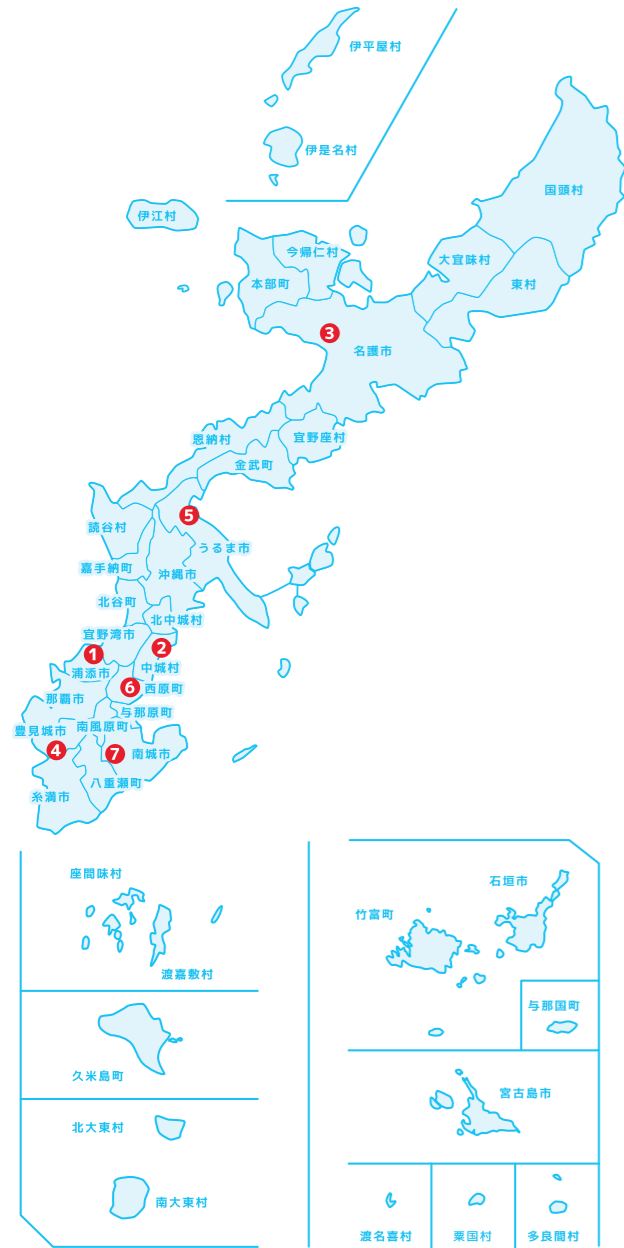 伊平屋村
伊是名村
伊江村
国頭村
今帰仁村
大宜味村
本部町
東村
3
名護市
恩納村
宜野座村
金武町
5
読谷村
うるま市
嘉手納町
沖縄市
北谷町
北中城村
宜野湾市
2
1
中城村
浦添市
6
西原町
那覇市
与那原町
豊見城市
南風原町
4
7
南城市
八重瀬町
糸満市
座間味村
渡嘉敷村
久米島町
北大東村
南大東村
石垣市
竹富町
与那国町
宮古島市
渡名喜村
粟国村
多良間村